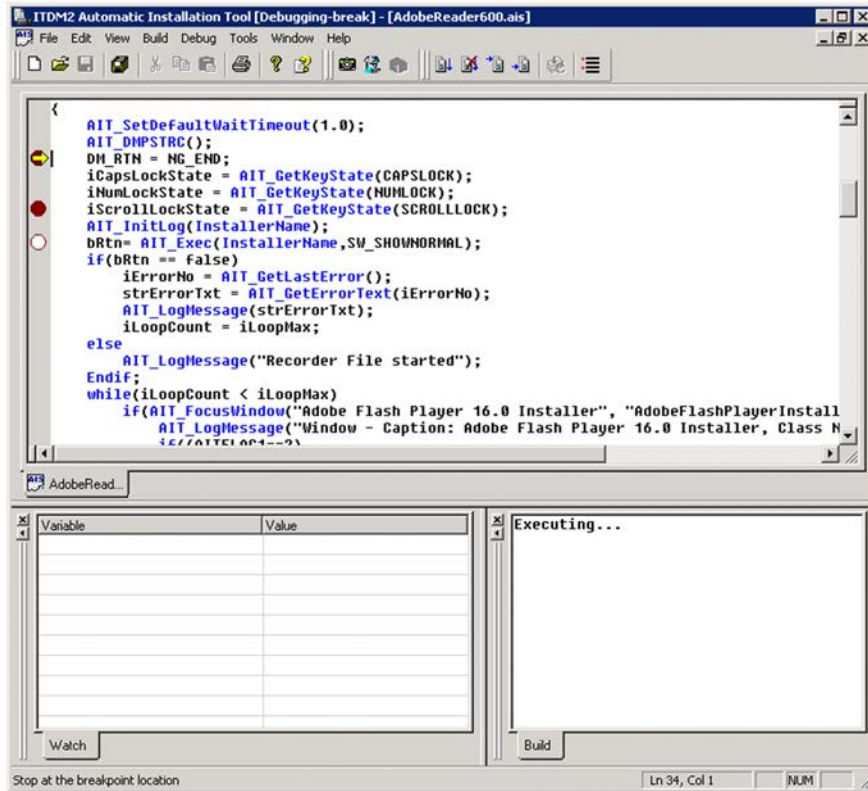 ITDM2 Automatic Installation Tool [Debugging-break] - [AdobeReader600.ais]
File Edit View Build Debug Tools Window Help
{
AIT_SetDefaultWaitTimeout(1.0);
AIT_DMPSTRC();
DM_RTN = NG_END;
iCapsLockState = AIT_GetKeyState(CAPSLOCK);
iNumLockState = AIT_GetKeyState(NUMLOCK);
iScrollLockState = AIT_GetKeyState(SCROLLLOCK);
AIT_InitLog(InstallerName);
bRtn= AIT_Exec(InstallerName,SW_SHOWNORMAL);
if(bRtn == false)
iErrorNo = AIT_GetLastError();
strErrorTxt = AIT_GetErrorText(iErrorNo);
AIT_LogMessage(strErrorTxt);
iLoopCount = iLoopMax;
else
AIT_LogMessage("Recorder File started");
Endif;
while(iLoopCount < iLoopMax)
if(AIT_FocusWindow("Adobe Flash Player 16.0 Installer", "AdobeFlashPlayerInstall
AIT_LogMessage("Window - Caption: Adobe Flash Player 16.0 Installer, Class N
AdobeRead...
Variable Value
Executing...
Watch
Build
Stop at the breakpoint location
Ln 34, Col 1
NUM